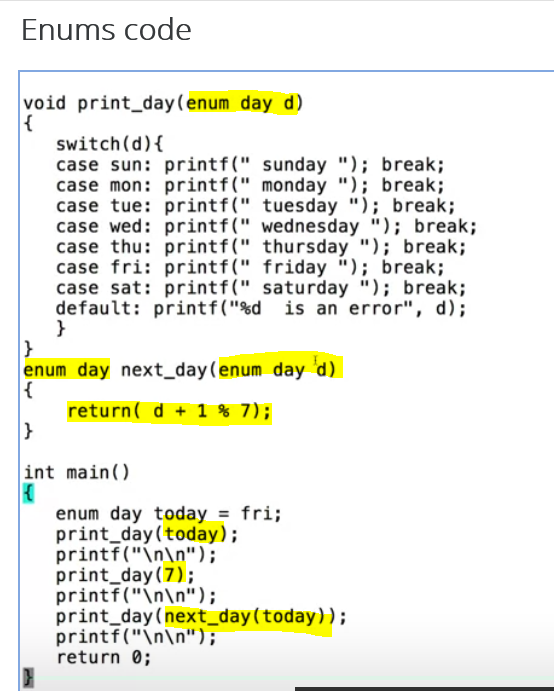 Enums code
void print_day(enum day d)
{
switch(d){
case sun: printf(" sunday "); break;
case mon: printf(" monday "); break;
case tue: printf(" tuesday "); break;
case wed: printf(" wednesday "); break;
case thu: printf(" thursday "); break;
case fri: printf(" friday "); break;
case sat: printf(" saturday "); break;
default: printf("%d  is an error", d);
}
}
enum day next_day(enum day d)
{
return( d + 1 % 7);
}
int main()
{
enum day today = fri;
print_day(today);
printf("\n\n");
print_day(7);
printf("\n\n");
print_day(next_day(today));
printf("\n\n");
return 0;
}